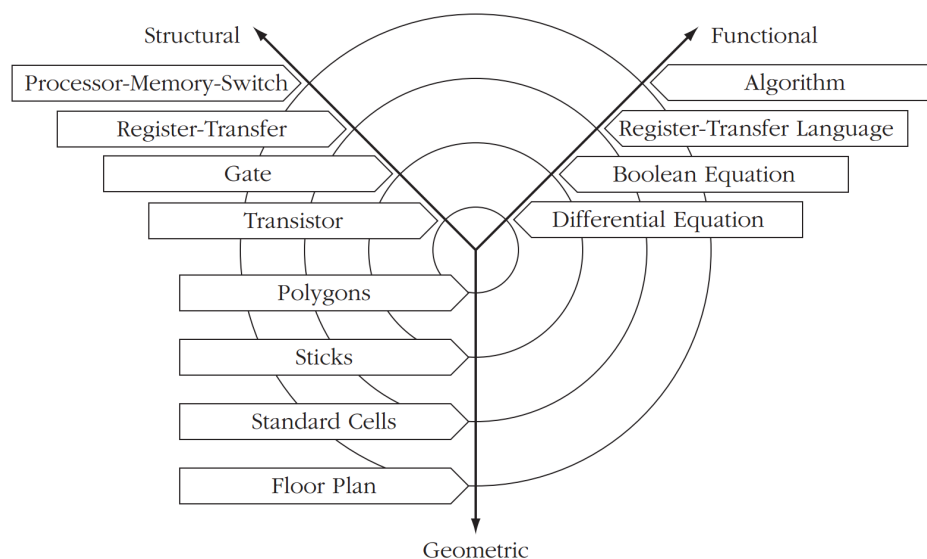 Structural
Functional
Processor-Memory-Switch
Algorithm
Register-Transfer
Register-Transfer Language
Gate
Boolean Equation
Transistor
Differential Equation
Polygons
Sticks
Standard Cells
Floor Plan
Geometric